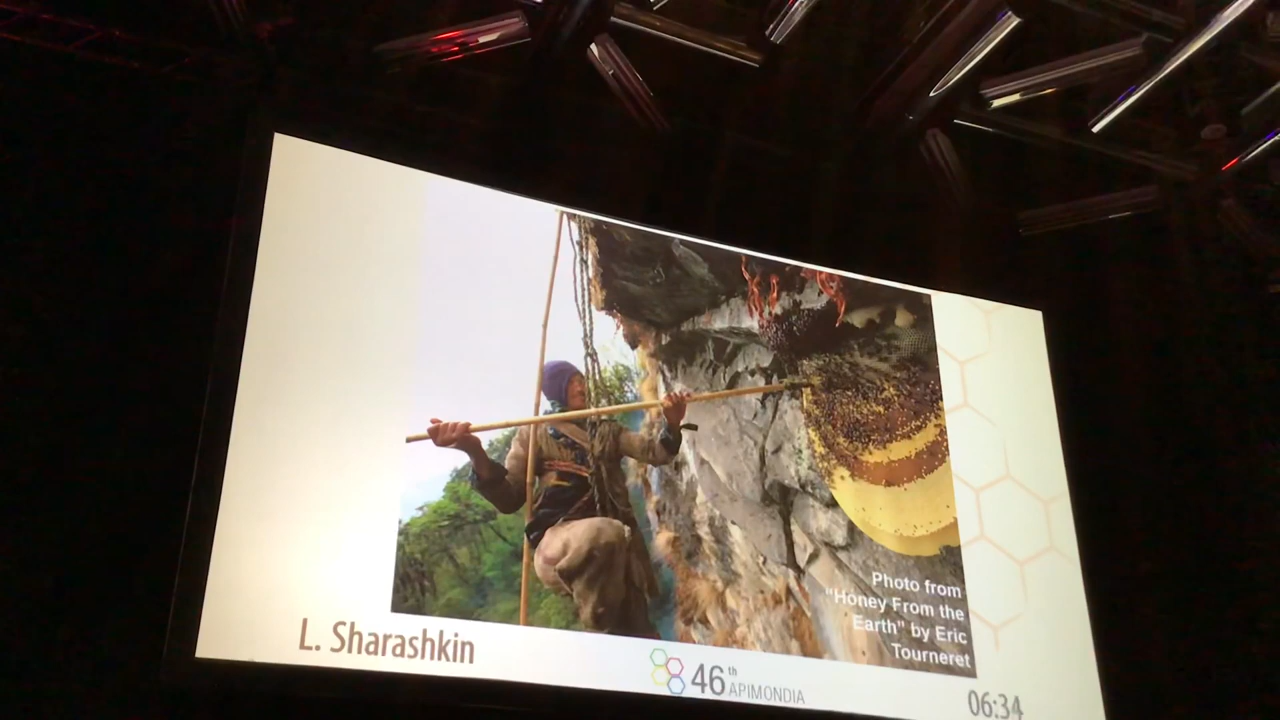 Photo from
"Honey From the
Earth" by Eric
Tourneret
L. Sharashkin
46th
APIMONDIA
06:34